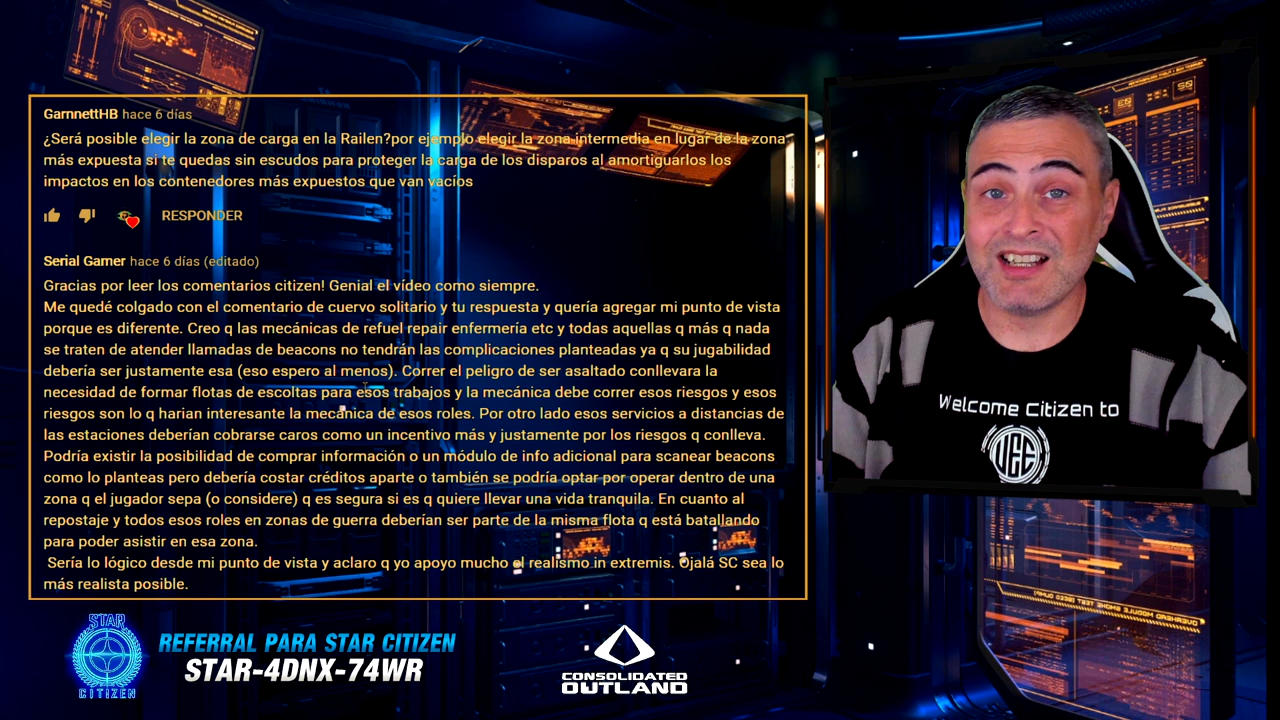 GarnnettHB hace 6 días
¿Será posible elegir la zona de carga en la Railen?por ejemplo elegir la zona intermedia en lugar de la zona
más expuesta si te quedas sin escudos para proteger la carga de los disparos al amortiguarlos los
impactos en los contenedores más expuestos que van vacíos
RESPONDER
Serial Gamer hace 6 días (editado)
Gracias por leer los comentarios citizen! Genial el vídeo como siempre.
Me quedé colgado con el comentario de cuervo solitario y tu respuesta y quería agregar mi punto de vista
porque es diferente. Creo q las mecánicas de refuel repair enfermería etc y todas aquellas q más q nada
se traten de atender llamadas de beacons no tendrán las complicaciones planteadas ya q su jugabilidad
debería ser justamente esa (eso espero al menos). Correr el peligro de ser asaltado conllevara la
necesidad de formar flotas de escoltas para esos trabajos y la mecánica debe correr esos riesgos y esos
riesgos son lo q harian interesante la mecánica de esos roles. Por otro lado esos servicios a distancias de
las estaciones deberían cobrarse caros como un incentivo más y justamente por los riesgos q conlleva.
Podría existir la posibilidad de comprar información o un módulo de info adicional para scanear beacons
como lo planteas pero debería costar créditos aparte o también se podría optar por operar dentro de una
zona q el jugador sepa (o considere) q es segura si es q quiere llevar una vida tranquila. En cuanto al
repostaje y todos esos roles en zonas de guerra deberían ser parte de la misma flota q está batallando
para poder asistir en esa zona.
Sería lo lógico desde mi punto de vista y aclaro q yo apoyo mucho el realismo in extremis. Ojalá SC sea lo
más realista posible.
Welcome Citizen to
UEE
STAR
CITIZEN
REFERRAL PARA STAR CITIZEN
STAR-4DNX-74WR
CONSOLIDATED
OUTLAND